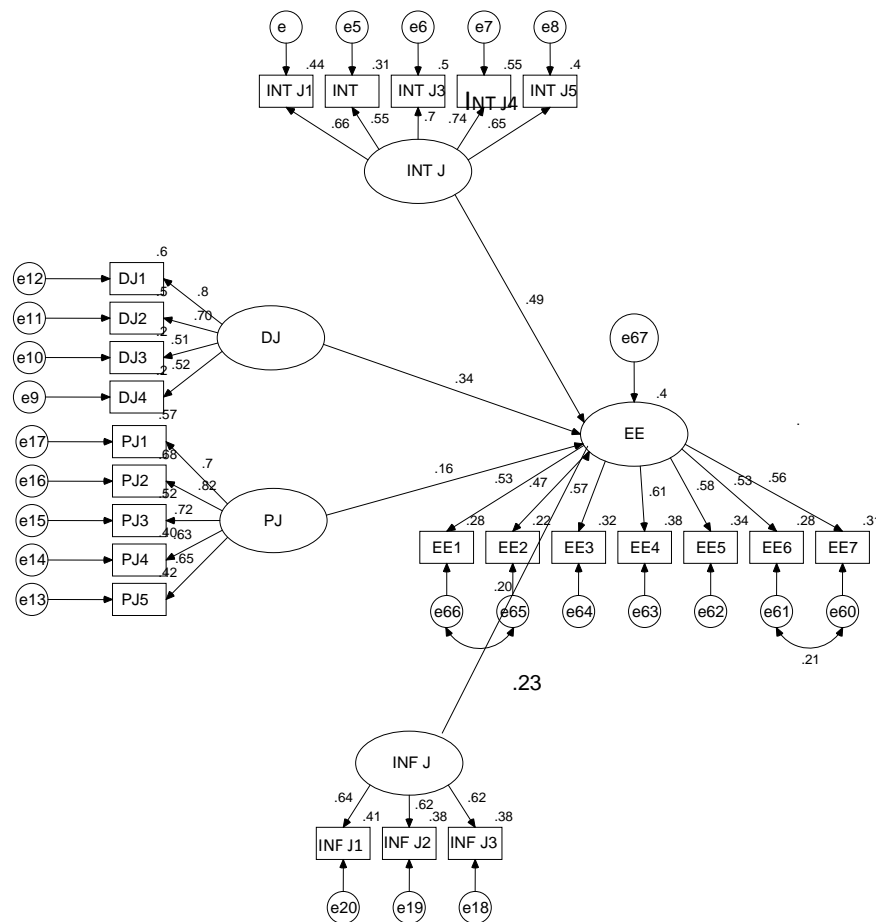 e e5 e6 e7 e8
.44 .31 .5 .55 .4
INT J1 INT INT J3 INT J4 INT J5
.66 .55 .7 .74 .65
INT J
.49
.6
e12 DJ1
.8
.5
e11 DJ2 .70
.2
e10 DJ3 .51
.2 .52
e9 DJ4
DJ
.34
e67
.4
EE
.
.57
e17 PJ1
.7
.68
e16 PJ2 .82
.52
e15 PJ3 .72
.40 .63
e14 PJ4 .65
.42
e13 PJ5
PJ
.16
.53 .47 .57 .61 .58 .53 .56
.28 .22 .32 .38 .34 .28 .31
EE1 EE2 EE3 EE4 EE5 EE6 EE7
.20
e66 e65 e64 e63 e62 e61 e60
.21
.23
INF J
.64 .62 .62
.41 .38 .38
INF J1 INF J2 INF J3
e20 e19 e18